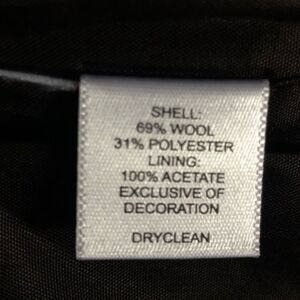 SHELL:
69% WOOL
31% POLYESTER
LINING:
100% ACETATE
EXCLUSIVE OF
DECORATION
DRYCLEAN